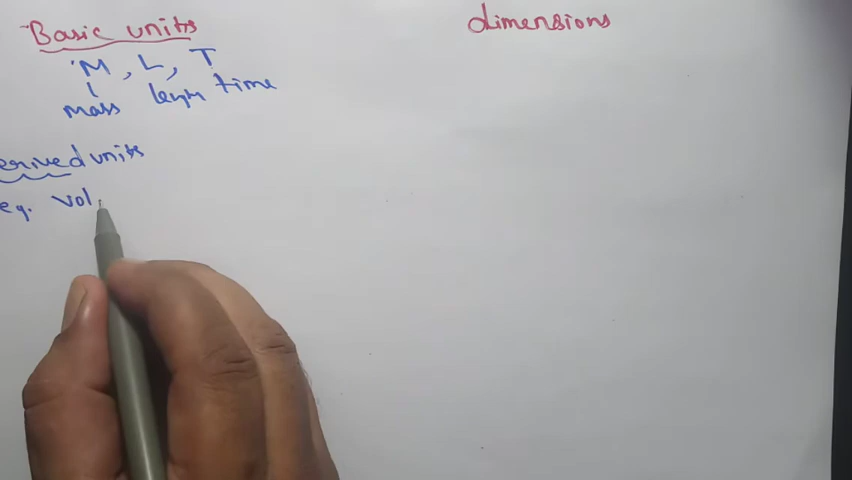 Basic units
dimensions
M, L, T
mass length time
erived units
eg. Vol